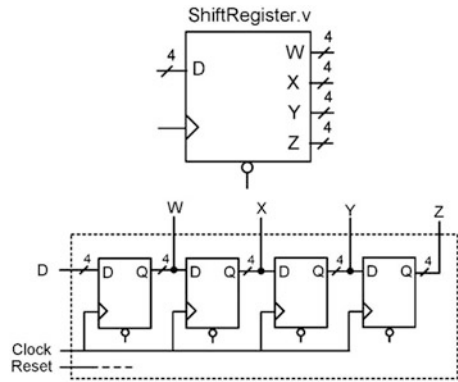 ShiftRegister.v
4 D W 4
X 4
Y 4
Z 4
W X Y Z
D 4 D Q 4 D Q 4 D Q 4 D Q 4
Clock
Reset